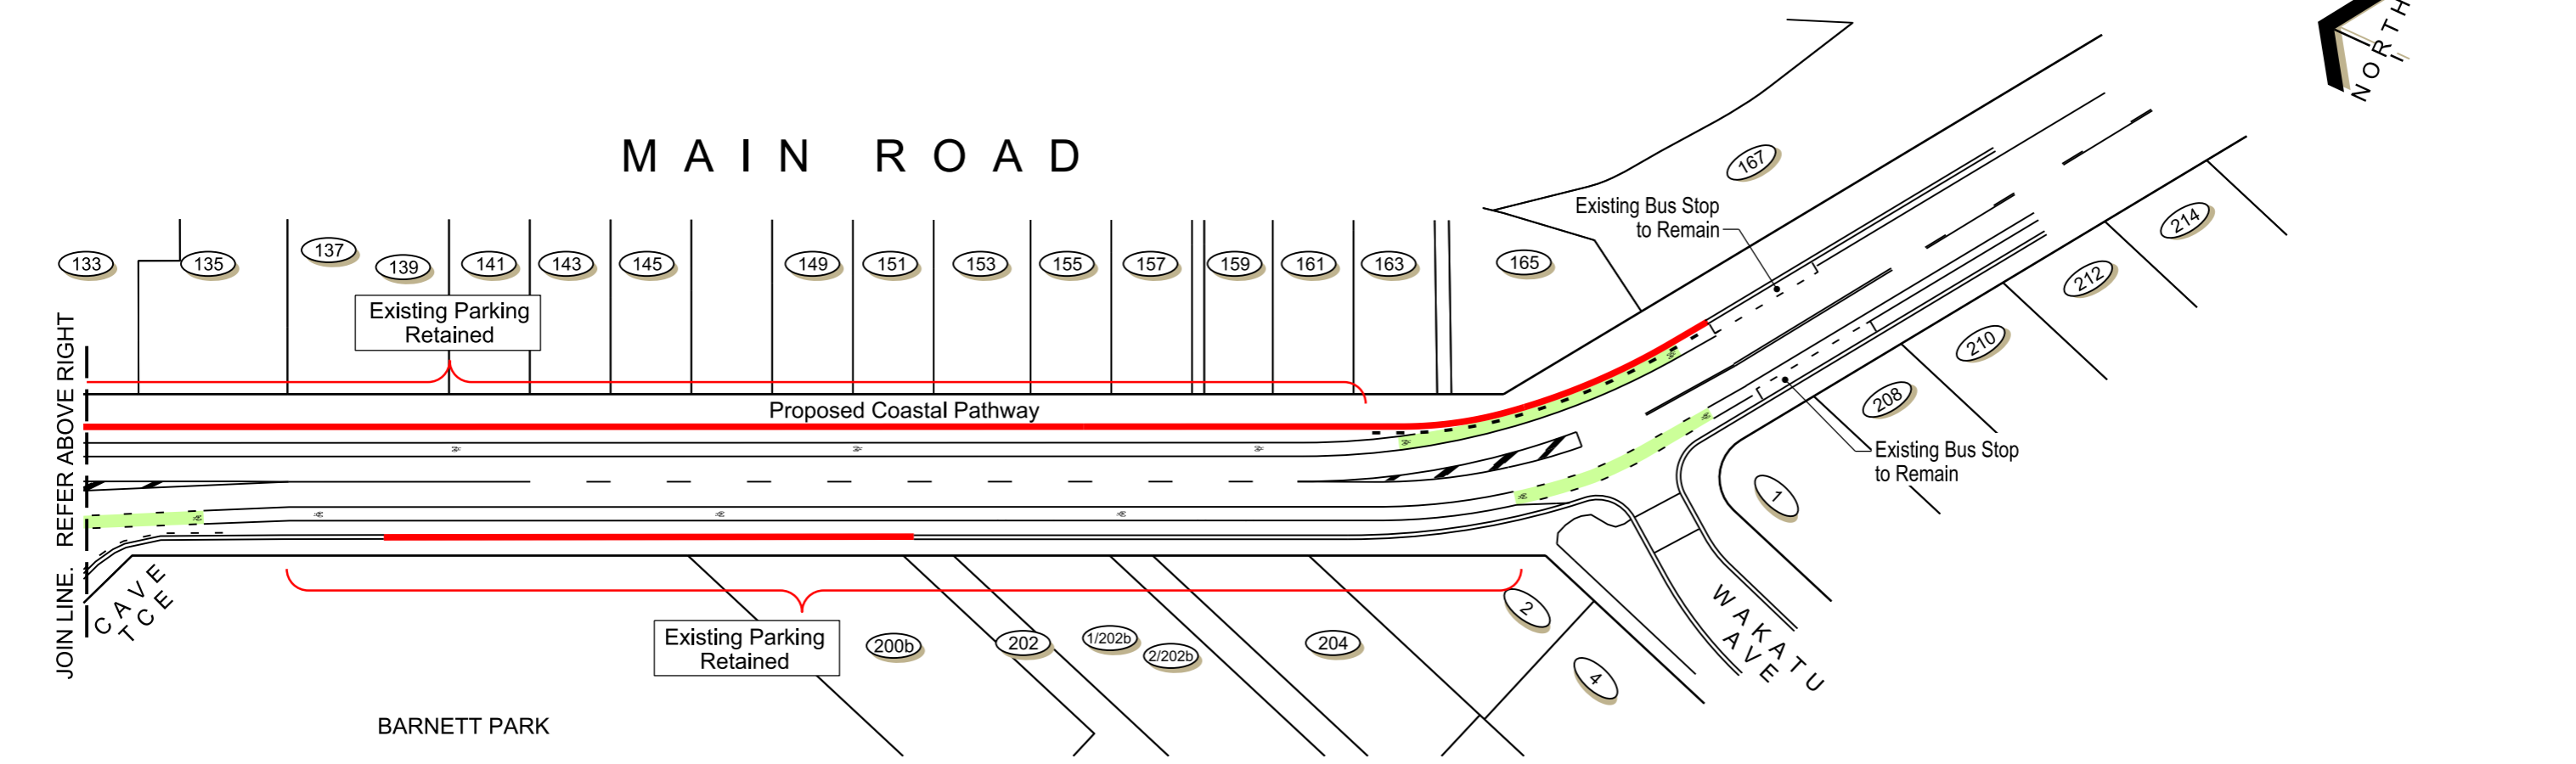 NORTH
MAIN ROAD
167
Existing Bus Stop
to Remain
214
133
135
137
139
141
143
145
149
151
153
155
157
159
161
163
165
212
Existing Parking
Retained
210
208
Proposed Coastal Pathway
JOIN LINE. REFER ABOVE RIGHT
Existing Bus Stop
to Remain
1
CAVE
TCE
WAKATU
AVE
2
4
Existing Parking
Retained
200b
202
1/202b
2/202b
204
BARNETT PARK